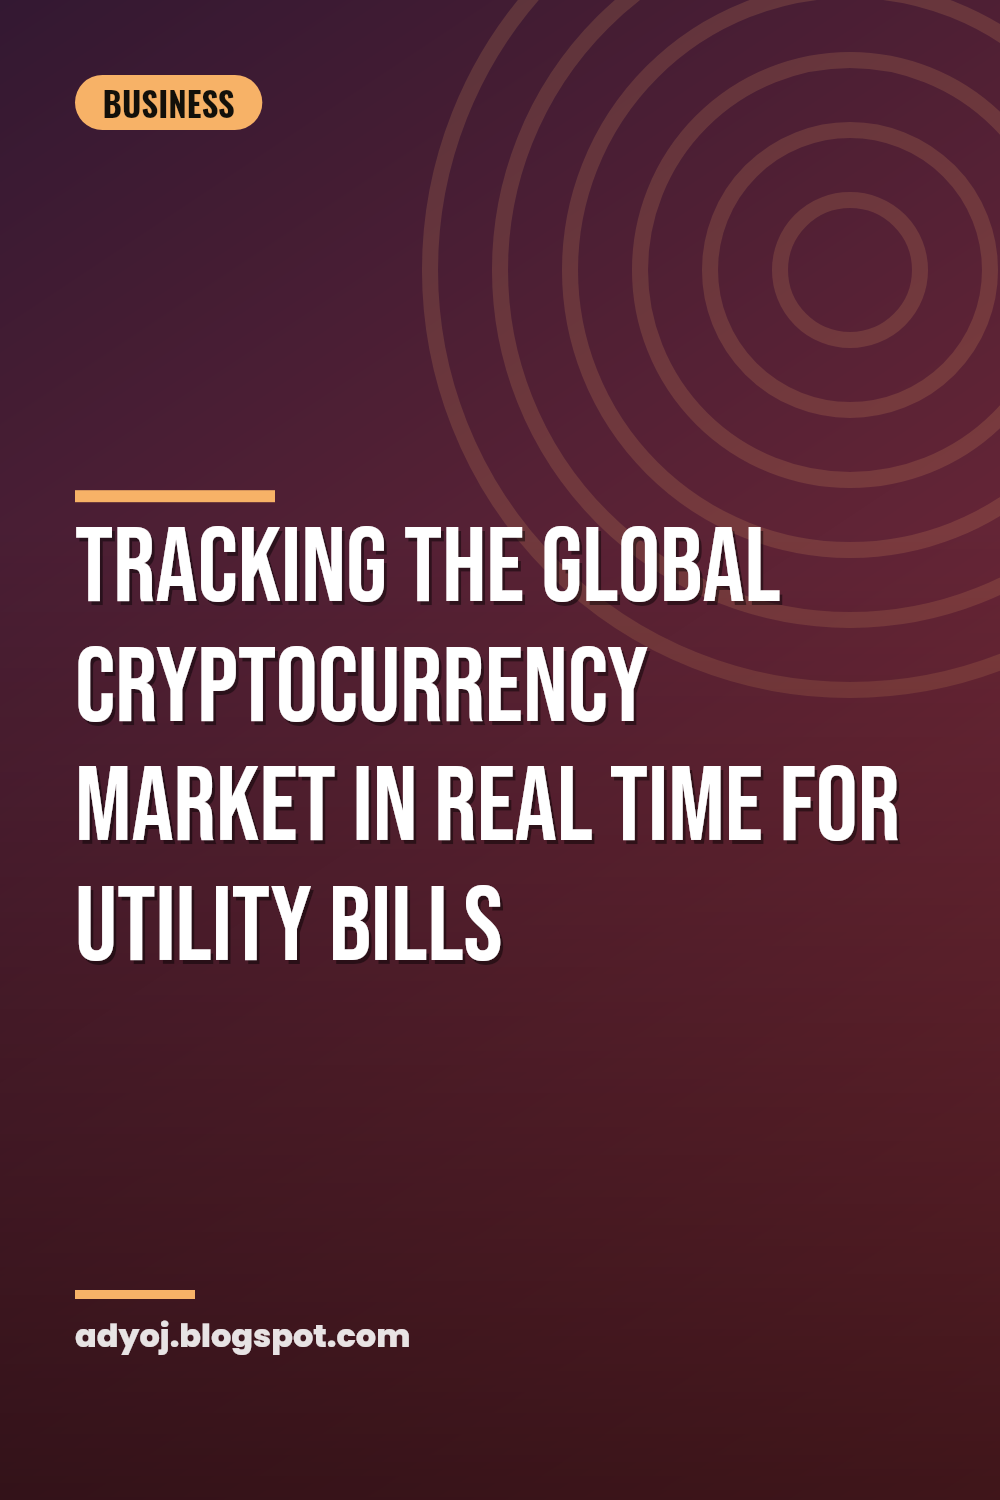 BUSINESS
TRACKING THE GLOBAL
CRYPTOCURRENCY
MARKET IN REAL TIME FOR
UTILITY BILLS
adyoj.blogspot.com